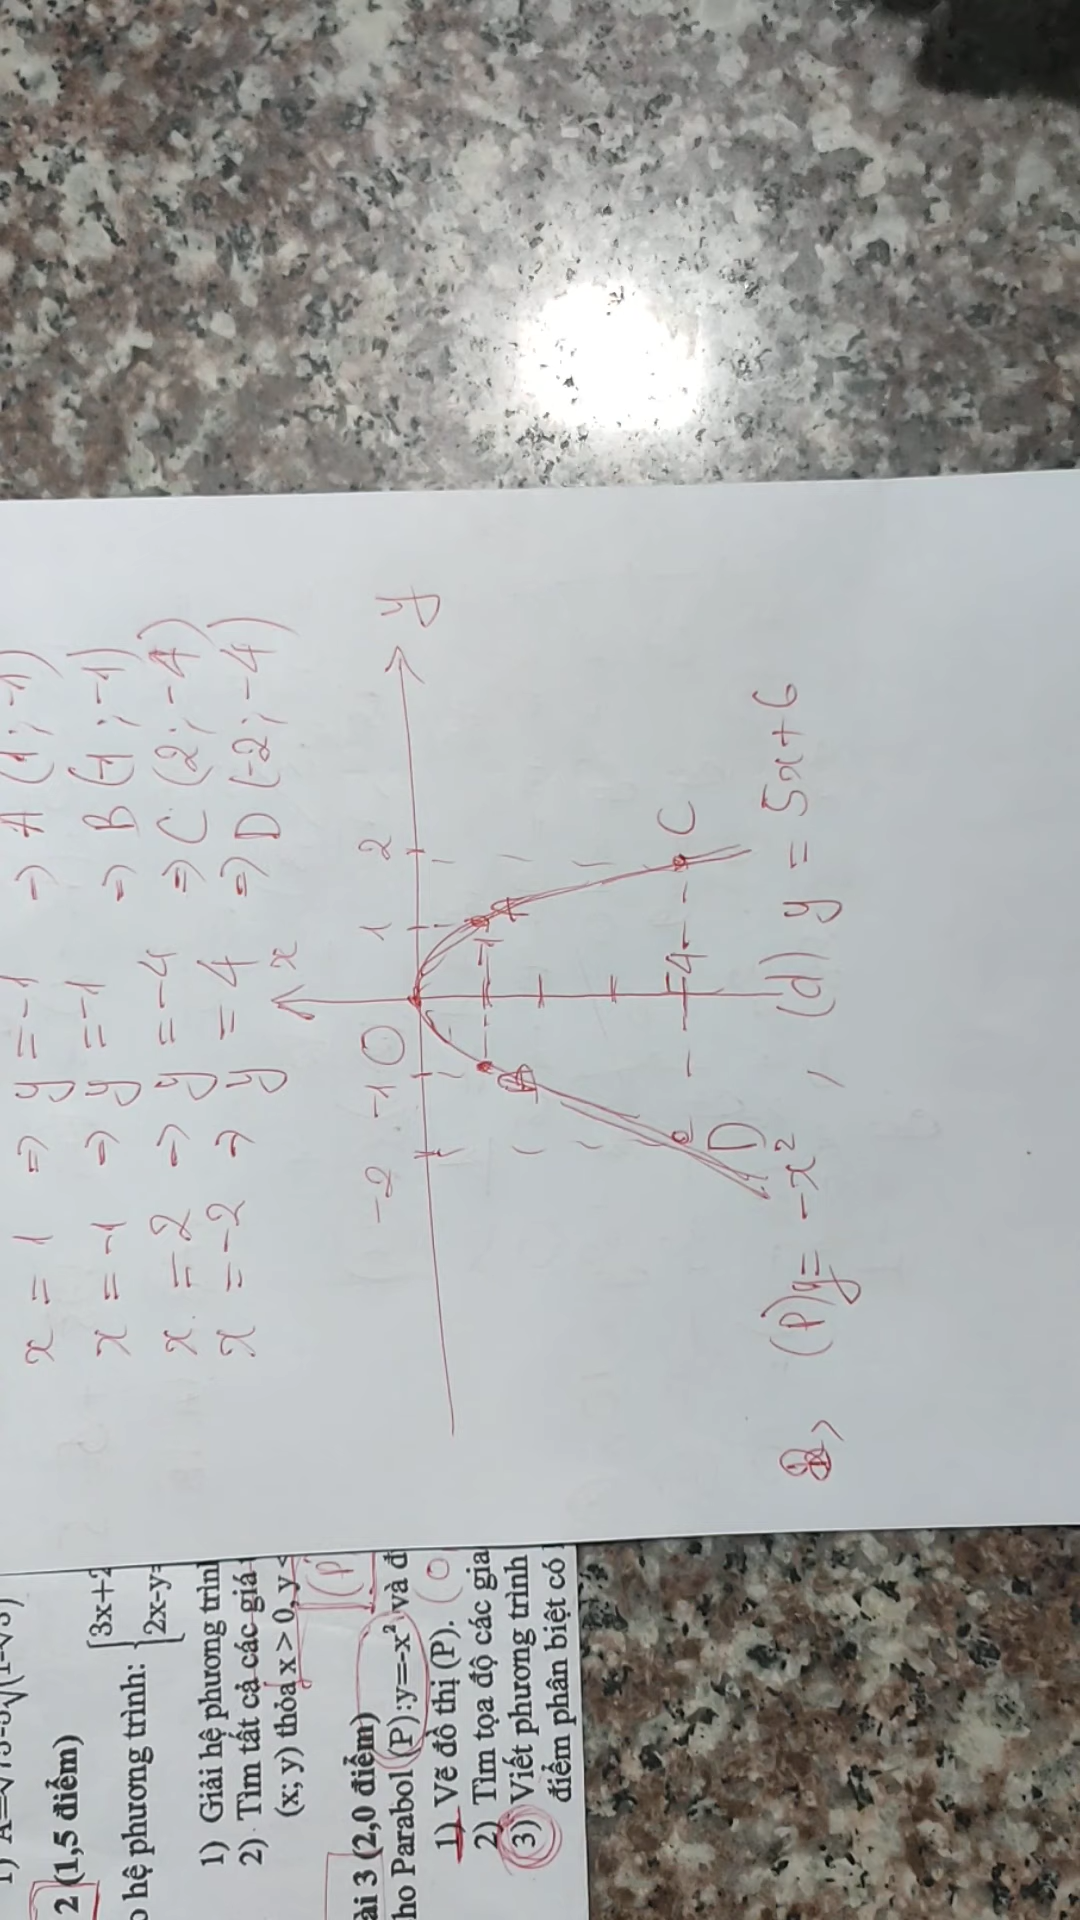 x = 1 => y = -1 => A (1; -1)
x = -1 => y = -1 => B (-1; -1)
x = 2 => y = -4 => C (2; -4)
x = -2 => y = 4 => D (-2; -4)
x
y
-2 -1 O 1 2
-1
A
B
-4
C
D
2, (P) y = -x², (d) y = 5x+6
2 (1,5 điểm)
hệ phương trình: {3x+2
{2x-y=
1) Giải hệ phương trình
2) Tìm tất cả các giá
(x; y) thỏa x > 0, y <
ài 3 (2,0 điểm) (P
ho Parabol (P):y=-x² và đ
1) Vẽ đồ thị (P). (0
2) Tìm tọa độ các gia
3) Viết phương trình
điểm phân biệt có